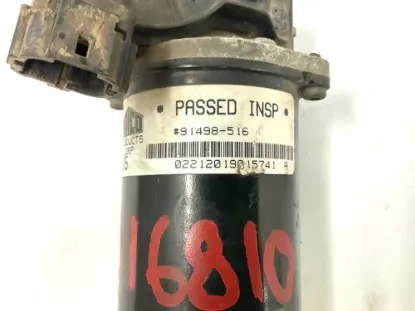 • PASSED INSP •
#91498-516
02212019015741 A
16810